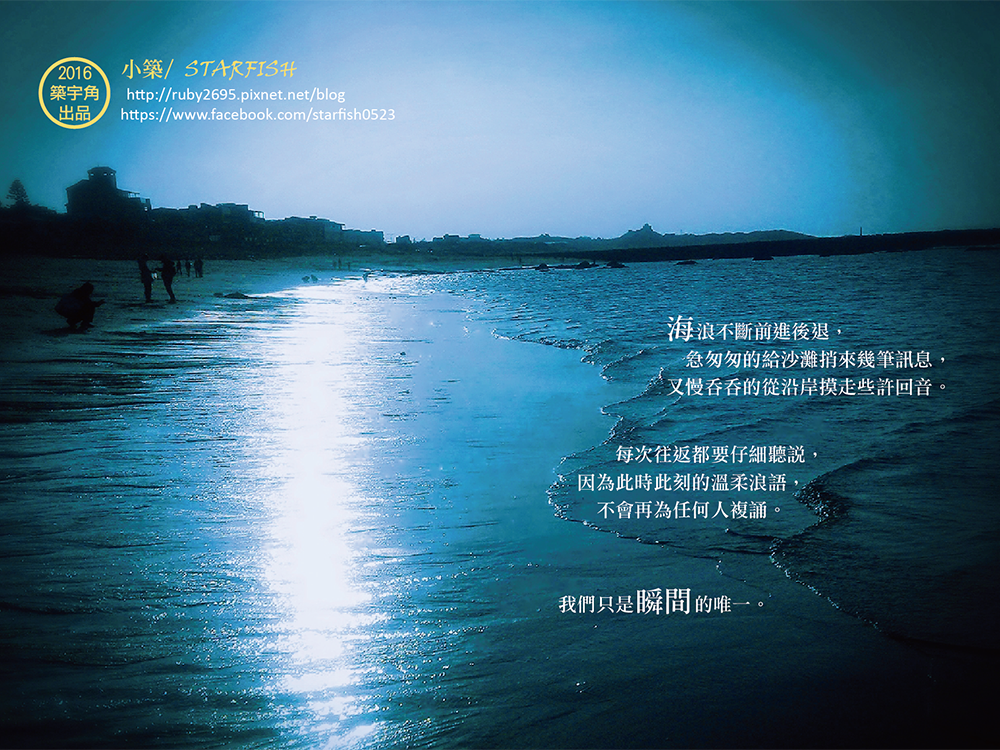 2016
築宇角
出品
小築/ STARFISH
http://ruby2695.pixnet.net/blog
https://www.facebook.com/starfish0523
海浪不斷前進後退，
急匆匆的給沙灘捎來幾筆訊息，
又慢吞吞的從沿岸摸走些許回音。
每次往返都要仔細聽說，
因為此時此刻的溫柔浪語，
不會再為任何人複誦。
我們只是瞬間的唯一。